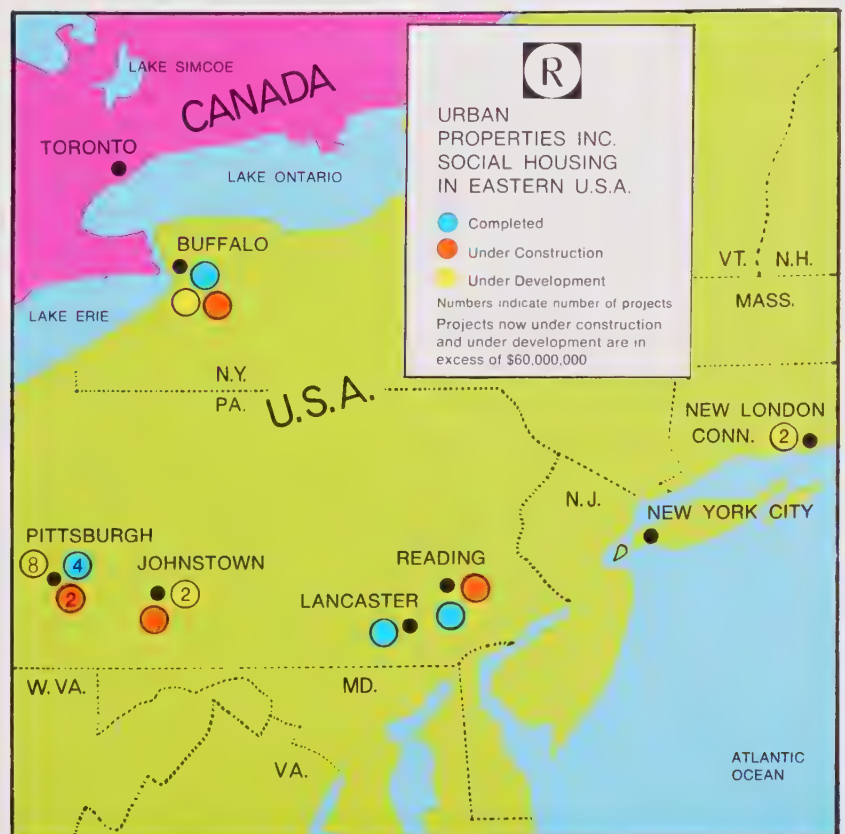 R
URBAN
PROPERTIES INC.
SOCIAL HOUSING
IN EASTERN U.S.A.
Completed
Under Construction
Under Development
Numbers indicate number of projects
Projects now under construction
and under development are in
excess of $60,000,000
LAKE SIMCOE
CANADA
TORONTO
LAKE ONTARIO
BUFFALO
LAKE ERIE
VT. N.H.
MASS.
N.Y.
PA.
U.S.A.
NEW LONDON
CONN. 2
N.J.
NEW YORK CITY
PITTSBURGH
8 4
2
JOHNSTOWN
2
READING
LANCASTER
W. VA.
MD.
VA.
ATLANTIC
OCEAN